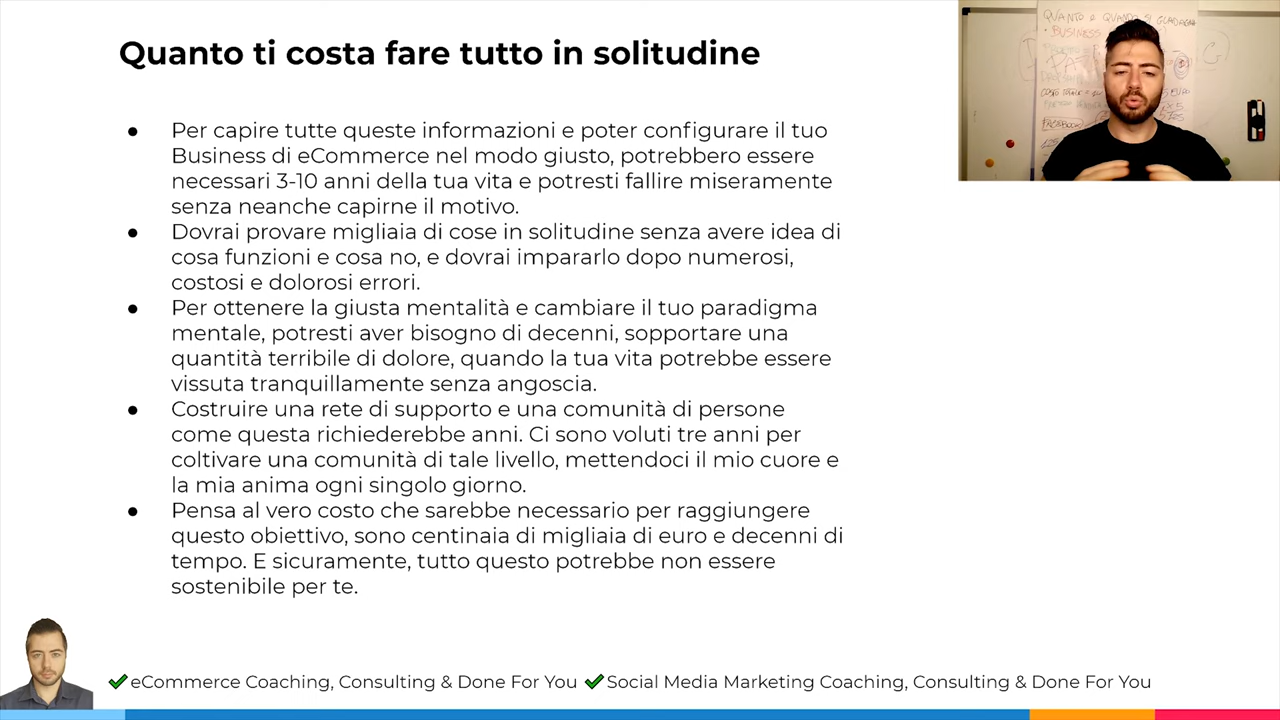 Quanto ti costa fare tutto in solitudine
QUANTO E QUANDO SI GUADAGNA
• BUSINESS
● Per capire tutte queste informazioni e poter configurare il tuo
Business di eCommerce nel modo giusto, potrebbero essere
necessari 3-10 anni della tua vita e potresti fallire miseramente
senza neanche capirne il motivo.
● Dovrai provare migliaia di cose in solitudine senza avere idea di
cosa funzioni e cosa no, e dovrai impararlo dopo numerosi,
costosi e dolorosi errori.
● Per ottenere la giusta mentalità e cambiare il tuo paradigma
mentale, potresti aver bisogno di decenni, sopportare una
quantità terribile di dolore, quando la tua vita potrebbe essere
vissuta tranquillamente senza angoscia.
● Costruire una rete di supporto e una comunità di persone
come questa richiederebbe anni. Ci sono voluti tre anni per
coltivare una comunità di tale livello, mettendoci il mio cuore e
la mia anima ogni singolo giorno.
● Pensa al vero costo che sarebbe necessario per raggiungere
questo obiettivo, sono centinaia di migliaia di euro e decenni di
tempo. E sicuramente, tutto questo potrebbe non essere
sostenibile per te.
eCommerce Coaching, Consulting & Done For You Social Media Marketing Coaching, Consulting & Done For You